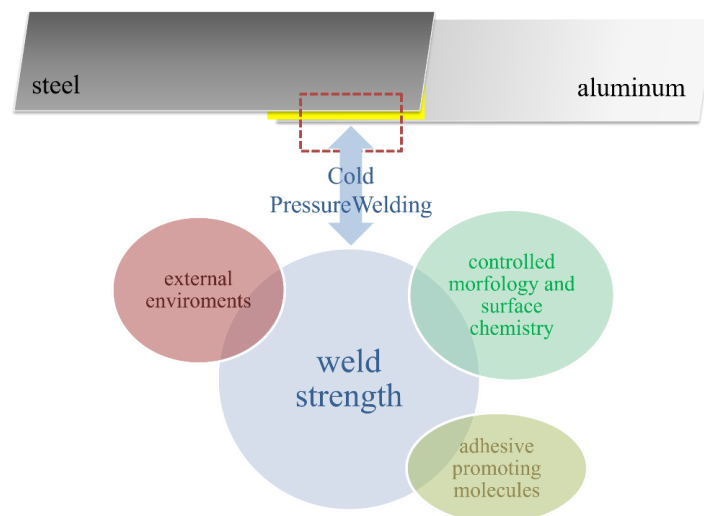 steel
aluminum
Cold
PressureWelding
external
enviroments
controlled
morfology and
surface
chemistry
weld
strength
adhesive
promoting
molecules